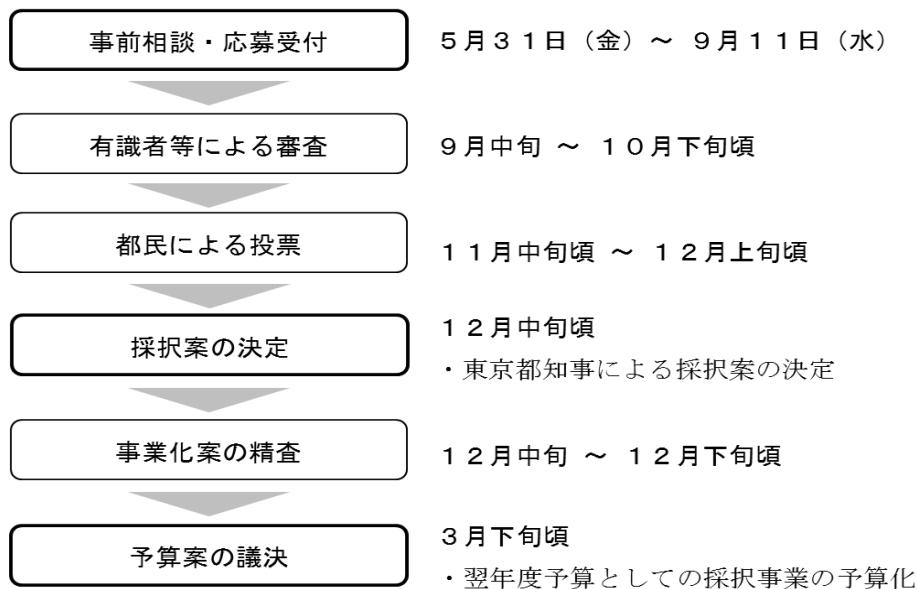 事前相談・応募受付
５月３１日（金）～ ９月１１日（水）
有識者等による審査
９月中旬 ～ １０月下旬頃
都民による投票
１１月中旬頃 ～ １２月上旬頃
採択案の決定
１２月中旬頃
・東京都知事による採択案の決定
事業化案の精査
１２月中旬 ～ １２月下旬頃
予算案の議決
３月下旬頃
・翌年度予算としての採択事業の予算化